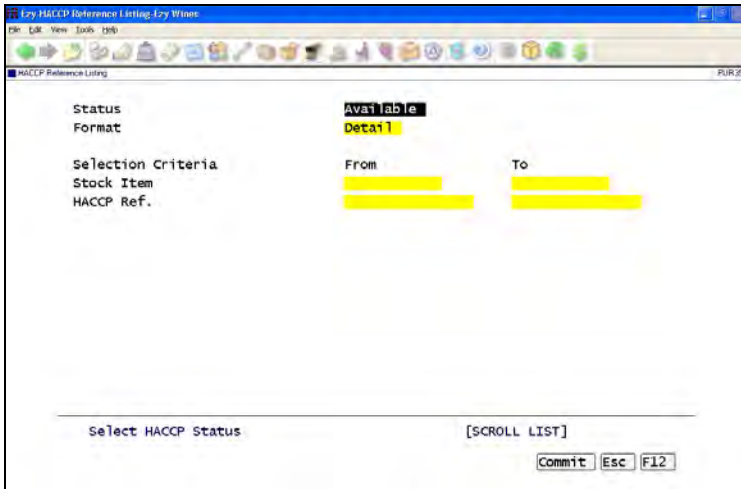 Ezy HACCP Reference Listing-Ezy Wines
File Edit View Tools Help
HACCP Reference Listing PUR35
Status Available
Format Detail
Selection Criteria From To
Stock Item
HACCP Ref.
Select HACCP Status [SCROLL LIST]
Commit Esc F12